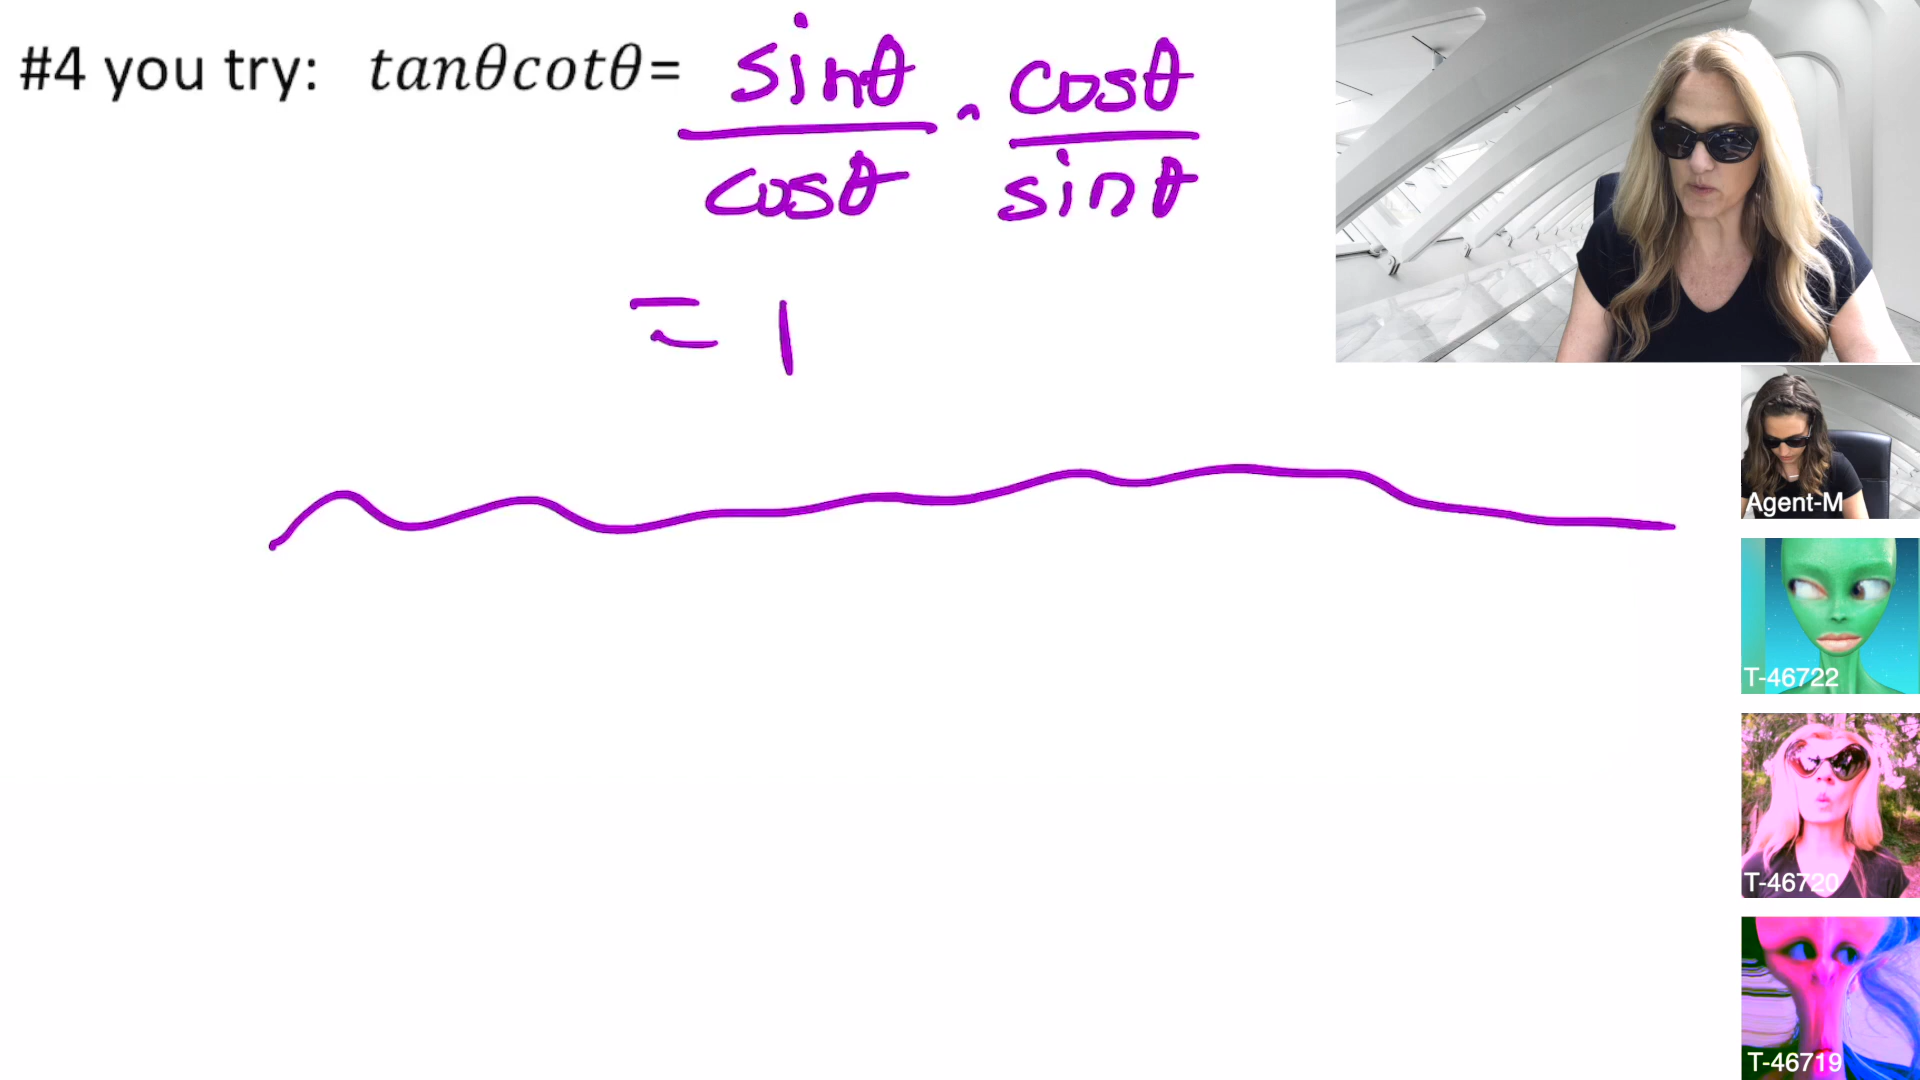 #4 you try: tanθcotθ= sinθ/cosθ · cosθ/sinθ
= 1
Agent-M
T-46722
T-46720
T-46719